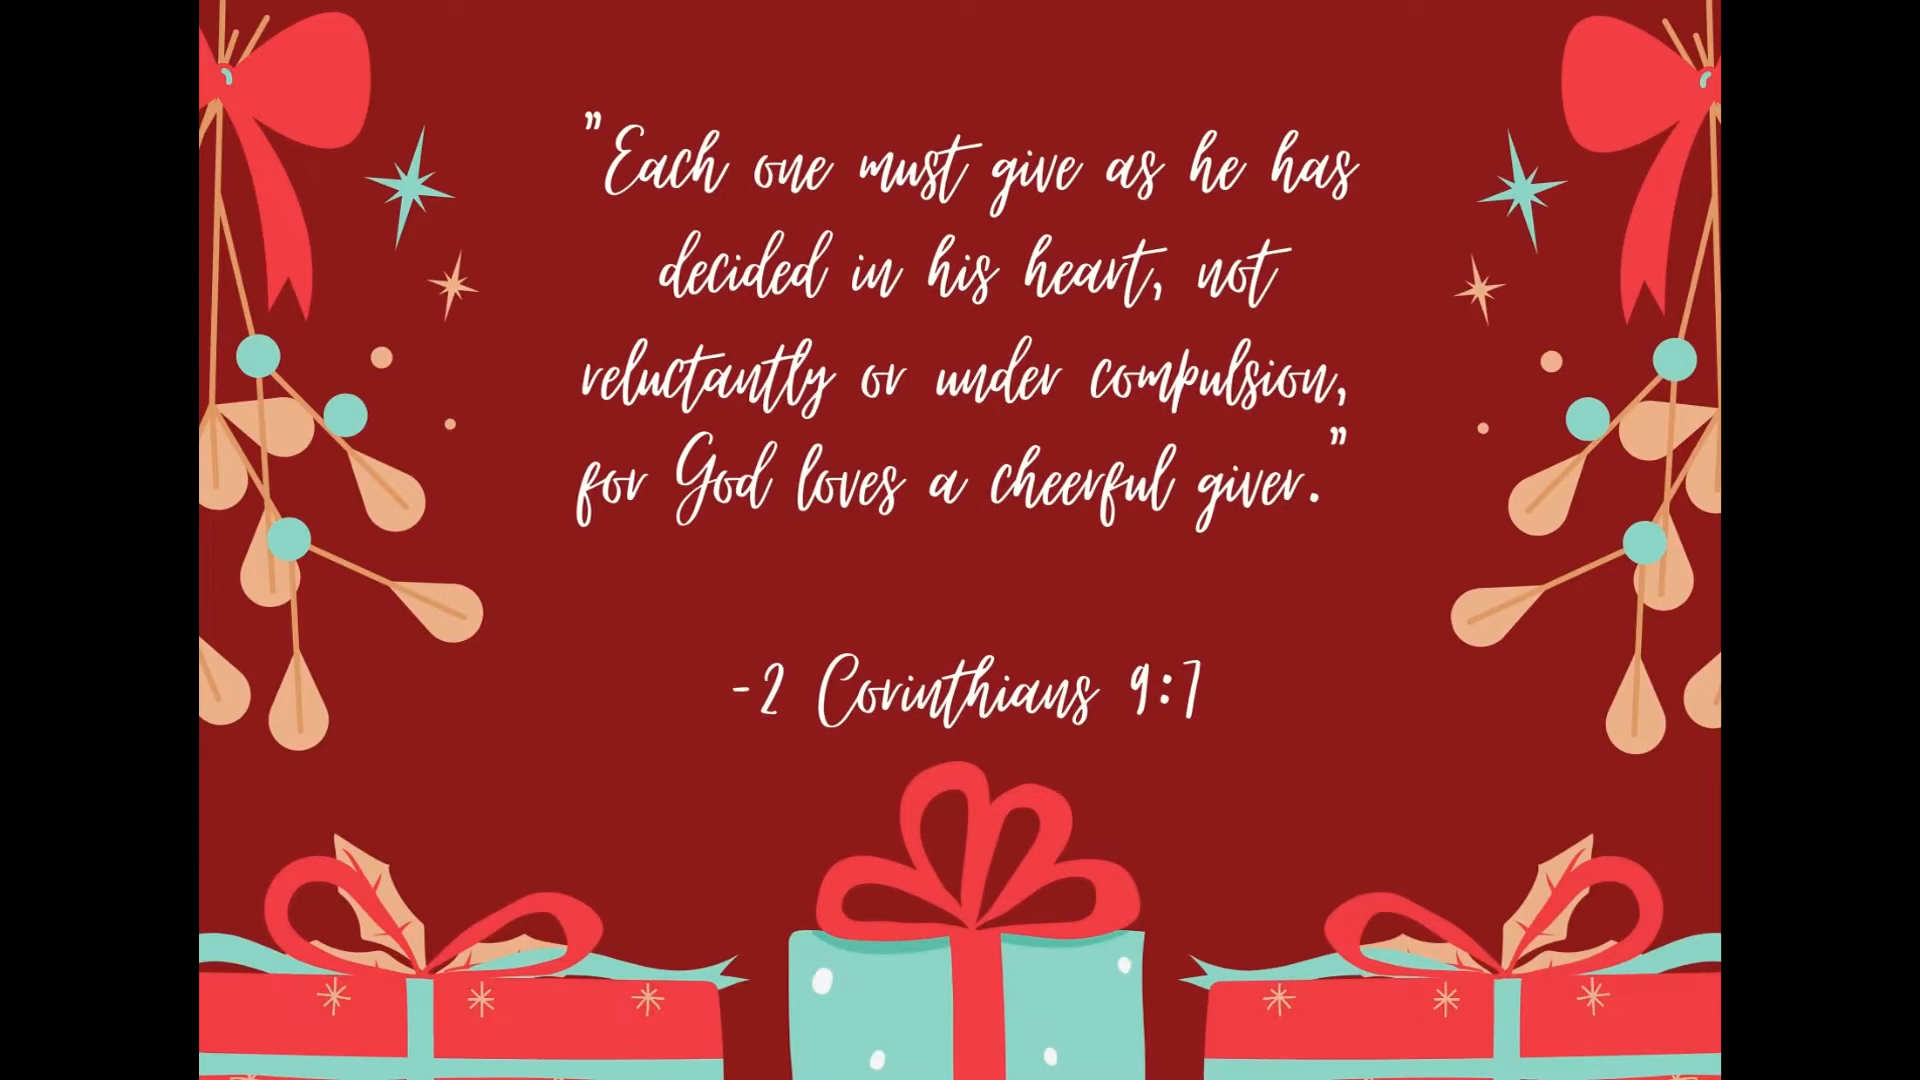 "Each one must give as he has
decided in his heart, not
reluctantly or under compulsion,
for God loves a cheerful giver."
-2 Corinthians 9:7